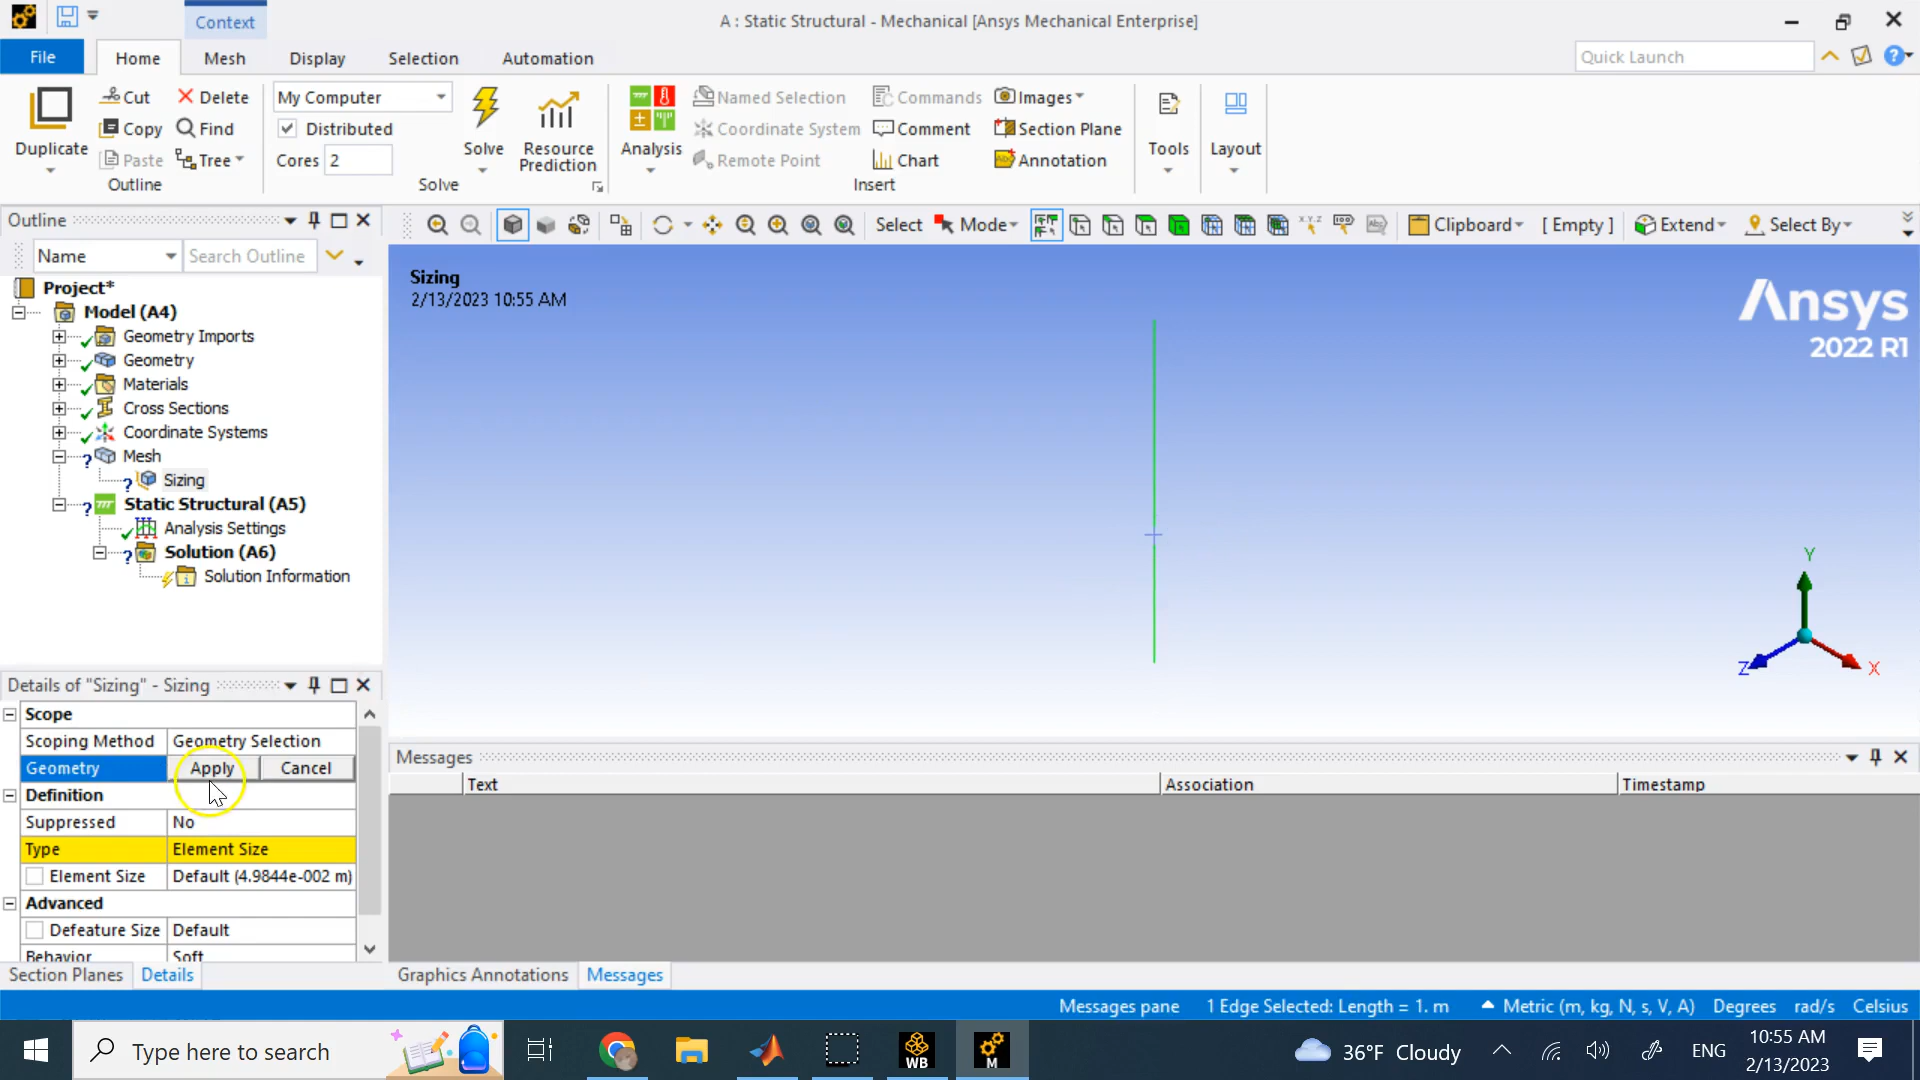 Context
A : Static Structural - Mechanical [Ansys Mechanical Enterprise]
File
Home
Mesh
Display
Selection
Automation
Quick Launch
Duplicate
Cut
Delete
Copy
Find
Paste
Tree
Outline
My Computer
Distributed
Cores 2
Solve
Resource
Prediction
Solve
Analysis
Named Selection
Commands
Images
Coordinate System
Comment
Section Plane
Remote Point
Chart
Annotation
Insert
Tools
Layout
Outline
Name
Search Outline
Select
Mode
Clipboard
[ Empty ]
Extend
Select By
Project*
Model (A4)
Geometry Imports
Geometry
Materials
Cross Sections
Coordinate Systems
Mesh
Sizing
Static Structural (A5)
Analysis Settings
Solution (A6)
Solution Information
Sizing
2/13/2023 10:55 AM
Ansys
2022 R1
Y
Z
X
Details of "Sizing" - Sizing
Scope
Scoping Method Geometry Selection
Geometry Apply Cancel
Definition
Suppressed No
Type Element Size
Element Size Default (4.9844e-002 m)
Advanced
Defeature Size Default
Behavior Soft
Section Planes Details
Messages
Text Association Timestamp
Graphics Annotations Messages
Messages pane 1 Edge Selected: Length = 1. m Metric (m, kg, N, s, V, A) Degrees rad/s Celsius
Type here to search
WB
M
36°F Cloudy
ENG
10:55 AM
2/13/2023